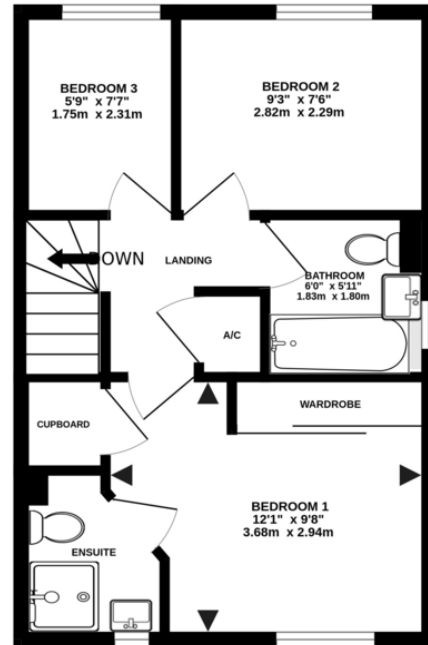 BEDROOM 3
5'9" x 7'7"
1.75m x 2.31m
BEDROOM 2
9'3" x 7'6"
2.82m x 2.29m
DOWN
LANDING
BATHROOM
6'0" x 5'11"
1.83m x 1.80m
A/C
WARDROBE
CUPBOARD
BEDROOM 1
12'1" x 9'8"
3.68m x 2.94m
ENSUITE